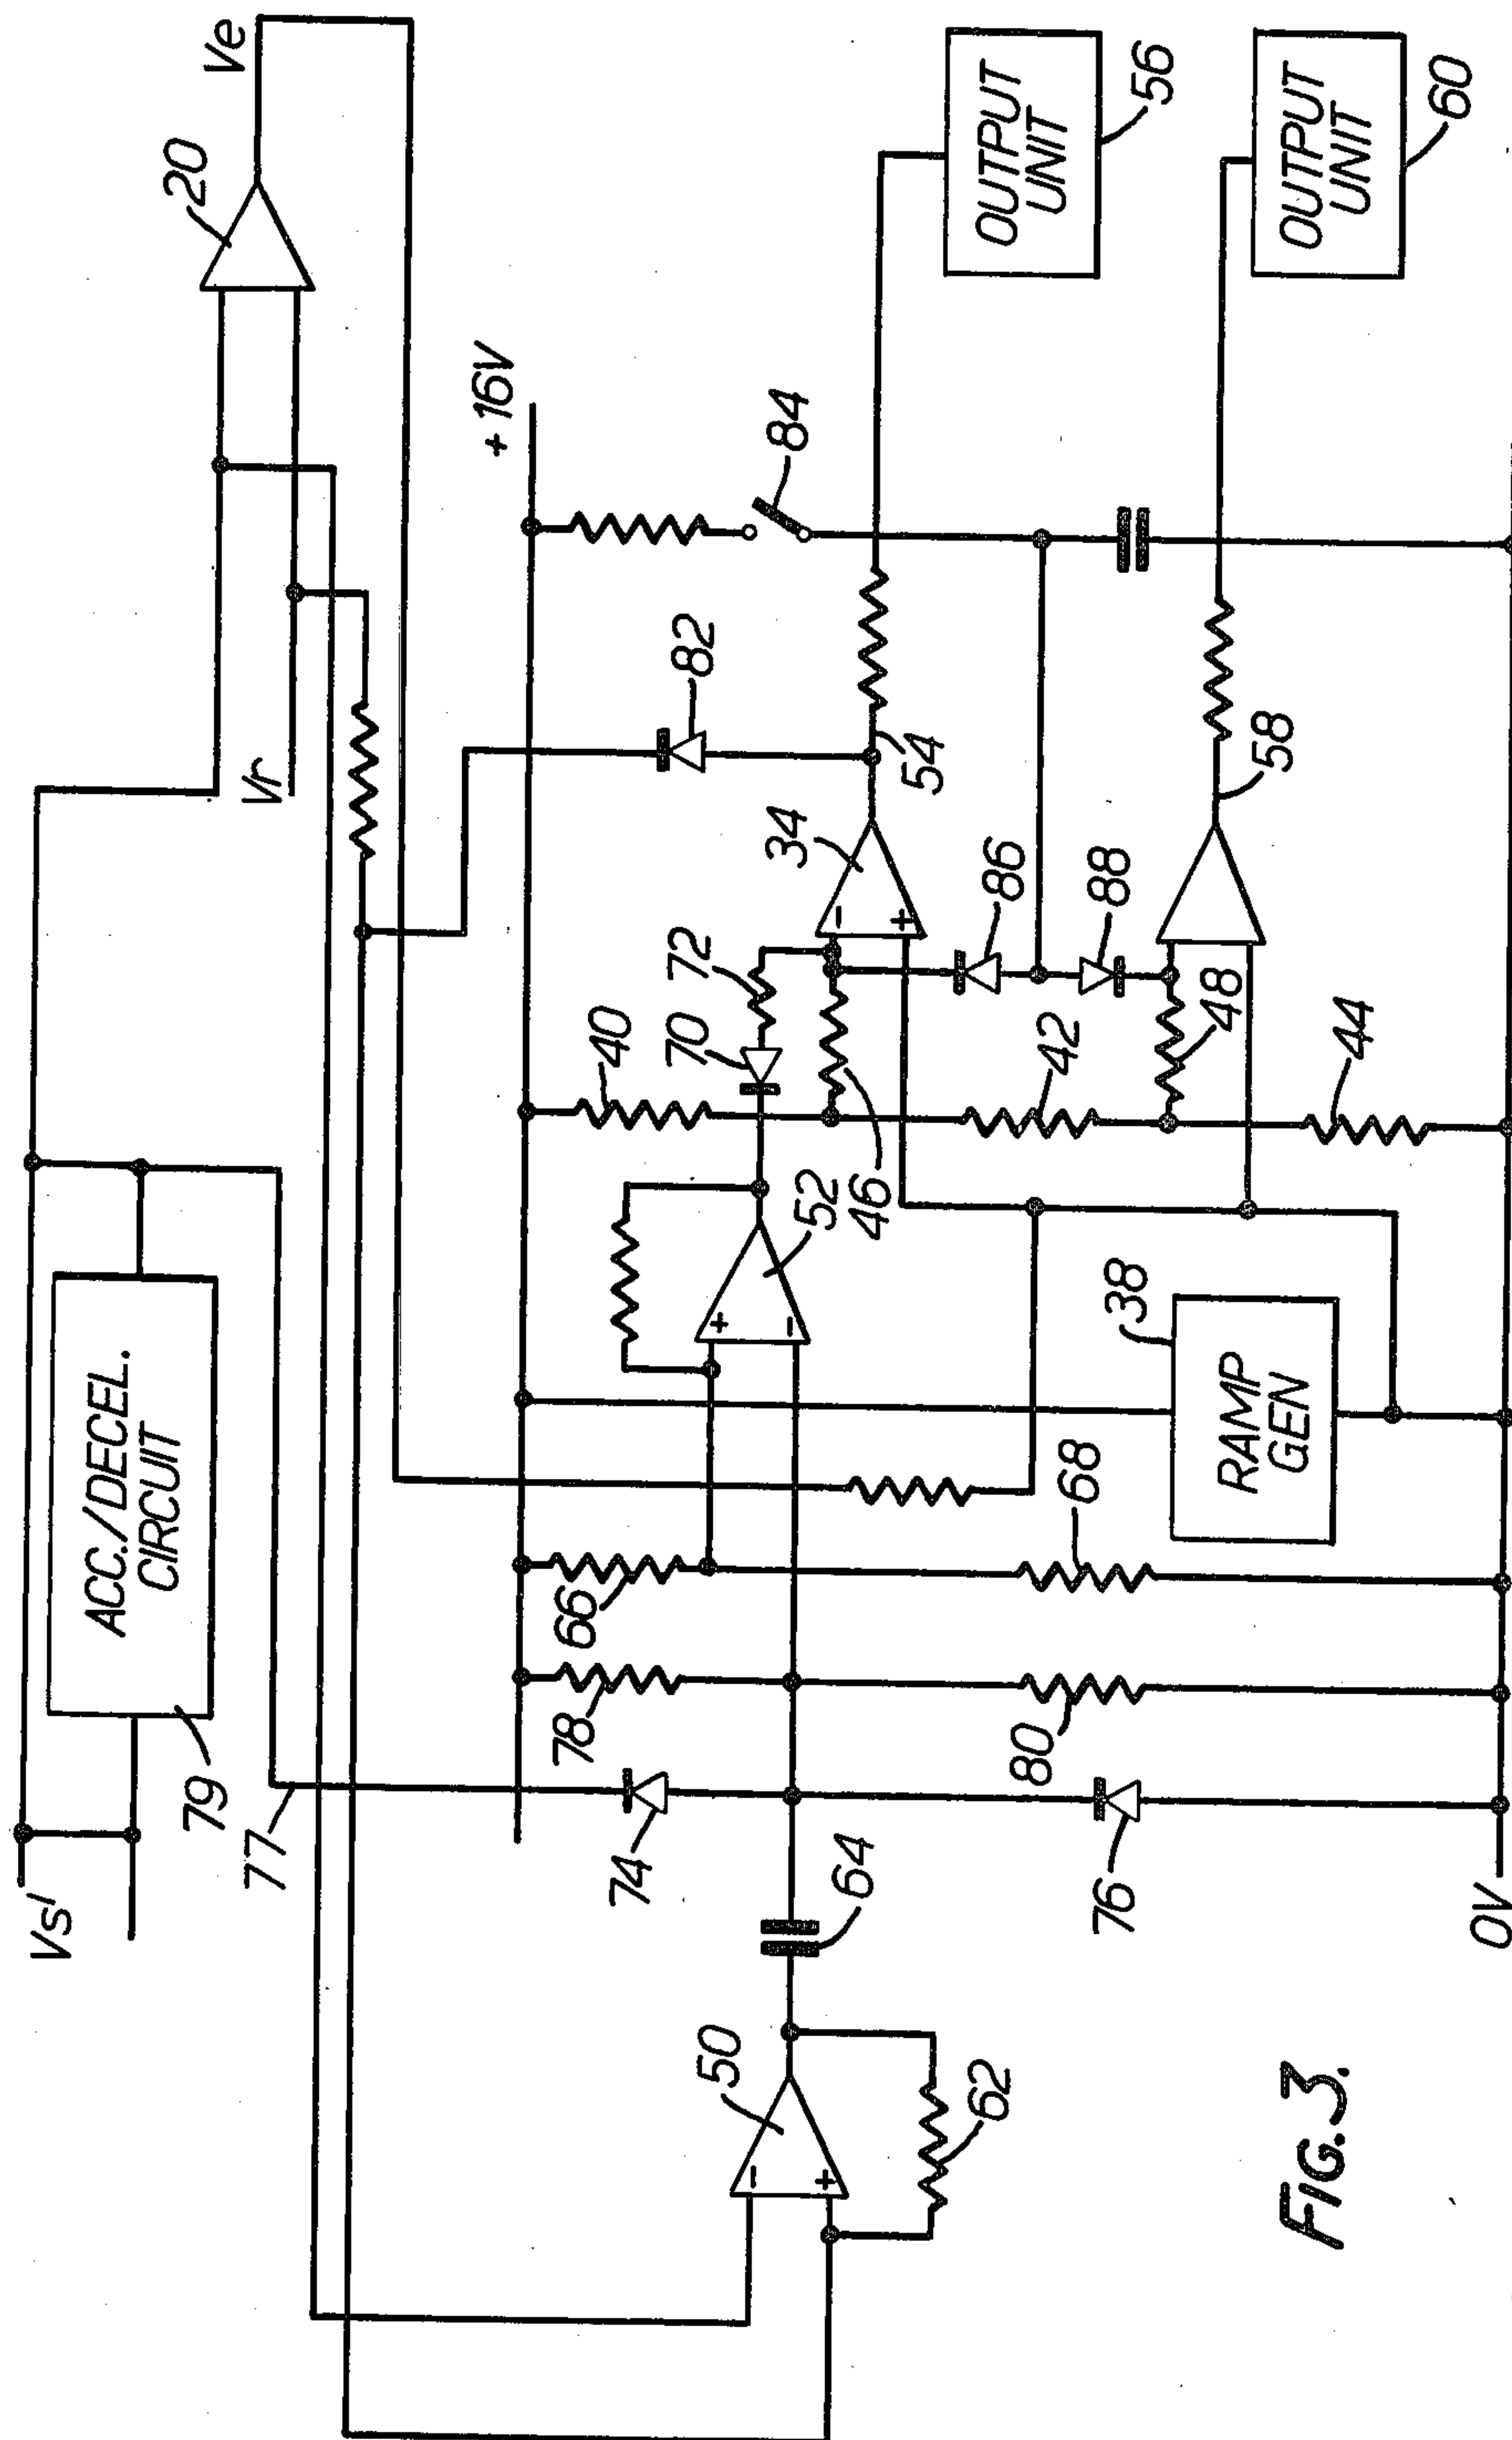 Vs'
ACC./DECEL.
CIRCUIT
79
77
20
Ve
Vr
+16V
74
78
66
76
80
68
64
50
-
+
62
+
-
52
46
70
72
40
42
44
48
34
-
+
54
58
82
84
86
88
RAMP
GEN
38
OUTPUT
UNIT
56
OUTPUT
UNIT
60
0V
FIG.3.